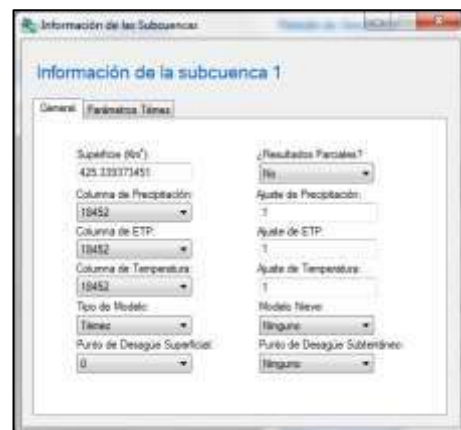 Información de las Subcuencas
Información de la subcuenca 1
General Parámetros Témez
Superficie (Km²):
425.339373451
¿Resultados Parciales?
No
Columna de Precipitación:
18452
Ajuste de Precipitación:
1
Columna de ETP:
18452
Ajuste de ETP:
1
Columna de Temperatura:
18452
Ajuste de Temperatura:
1
Tipo de Modelo:
Témez
Modelo Nieve:
Ninguno
Punto de Desagüe Superficial:
0
Punto de Desagüe Subterráneo:
Ninguno